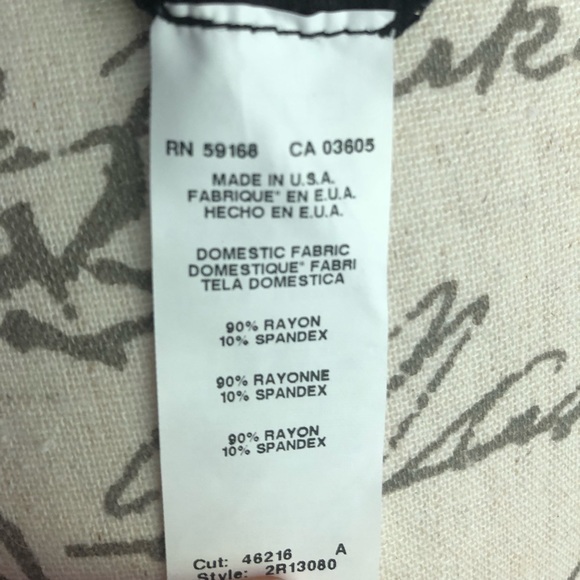 RN 59168 CA 03605
MADE IN U.S.A.
FABRIQUE" EN E.U.A.
HECHO EN E.U.A.
DOMESTIC FABRIC
DOMESTIQUE" FABRI
TELA DOMESTICA
90% RAYON
10% SPANDEX
90% RAYONNE
10% SPANDEX
90% RAYON
10% SPANDEX
Cut: 46216 A
Style: 2R13080